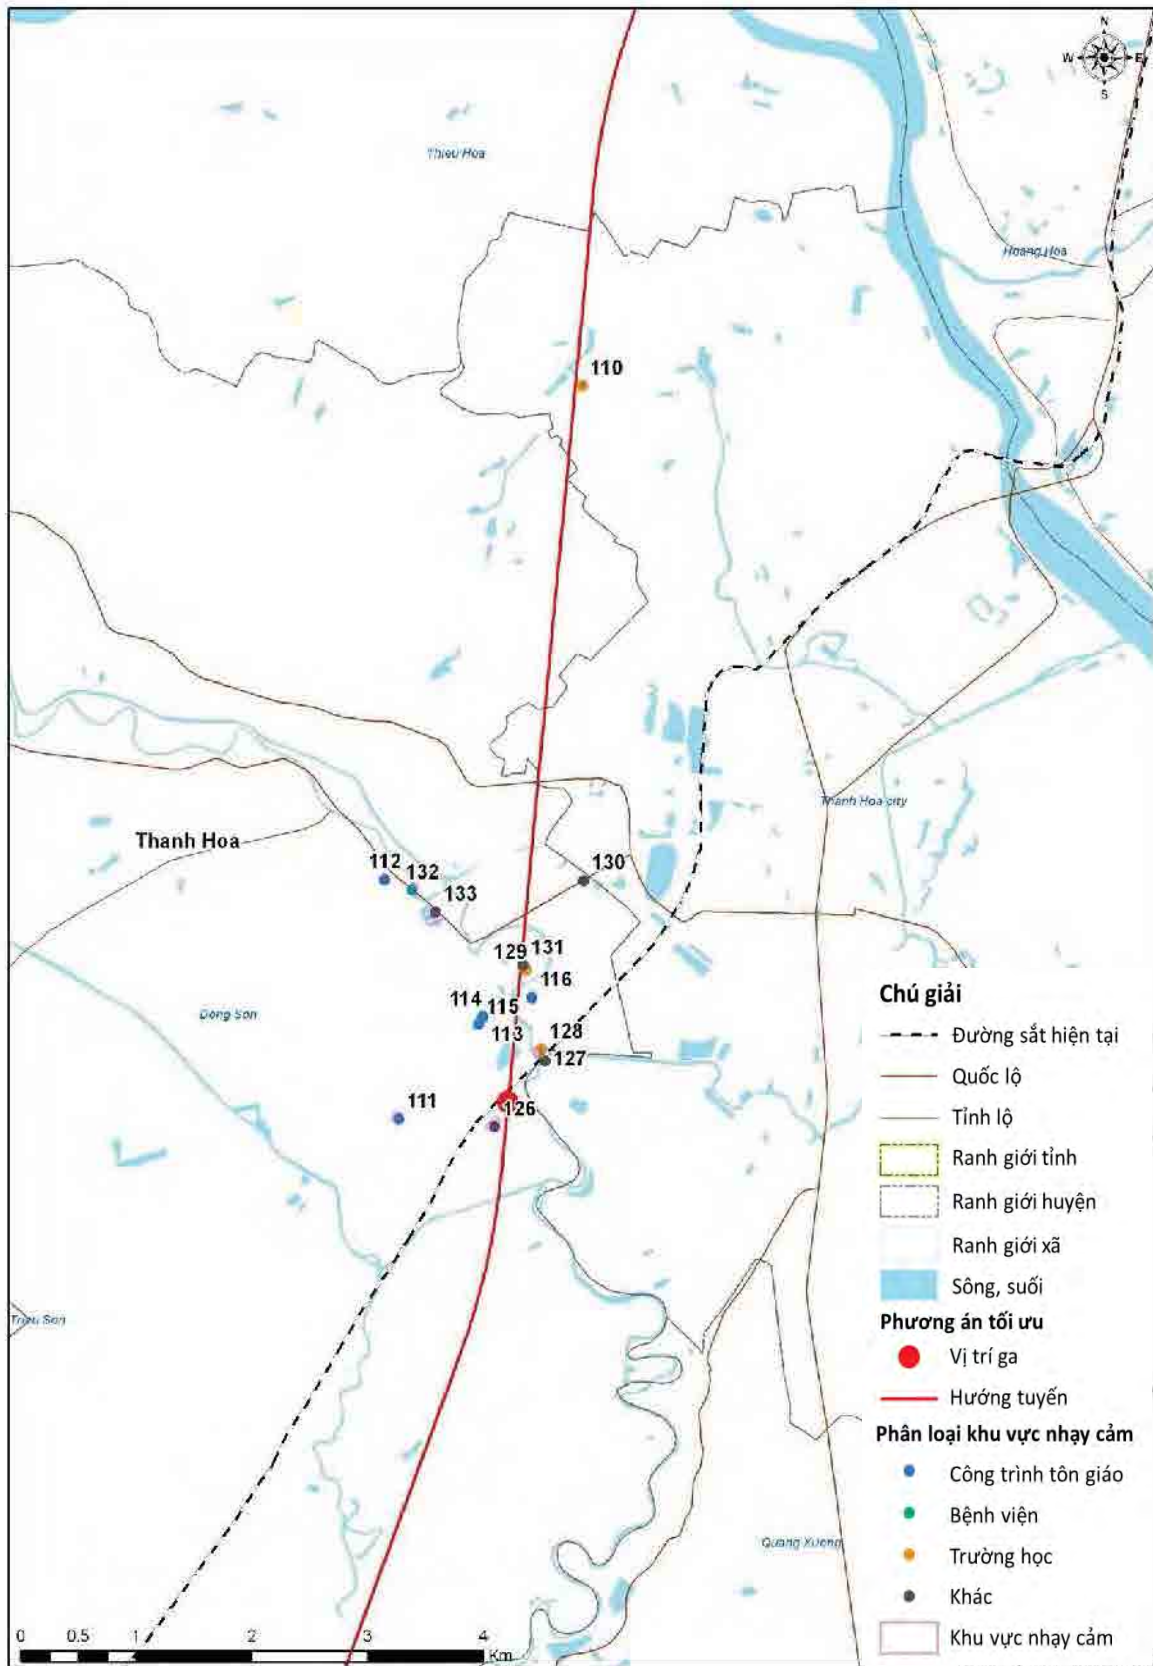 N
W E
S
Thieu Hoa
Hoang Hoa
110
Thanh Hoa city
Thanh Hoa
112
132
133
130
129
131
116
114
115
113
128
127
Dong Son
111
126
Trieu Son
Quang Xuong
Chú giải
Đường sắt hiện tại
Quốc lộ
Tỉnh lộ
Ranh giới tỉnh
Ranh giới huyện
Ranh giới xã
Sông, suối
Phương án tối ưu
Vị trí ga
Hướng tuyến
Phân loại khu vực nhạy cảm
Công trình tôn giáo
Bệnh viện
Trường học
Khác
Khu vực nhạy cảm
0 0.5 1 2 3 4
Km